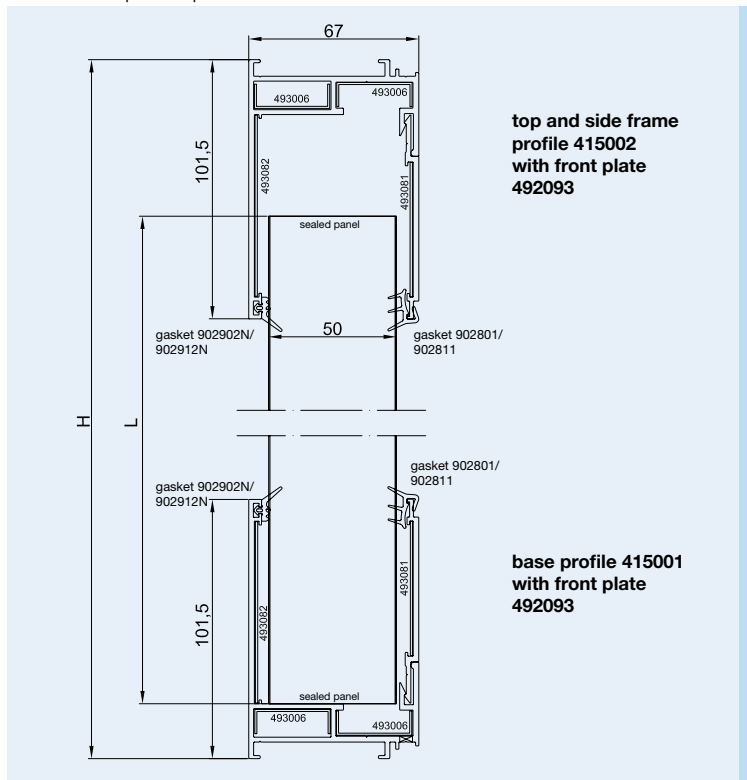 67
493006
493006
top and side frame
profile 415002
with front plate
492093
101,5
493082
493081
sealed panel
50
gasket 902902N/
902912N
gasket 902801/
902811
H
L
gasket 902801/
902811
gasket 902902N/
902912N
base profile 415001
with front plate
492093
101,5
493082
493081
sealed panel
493006
493006